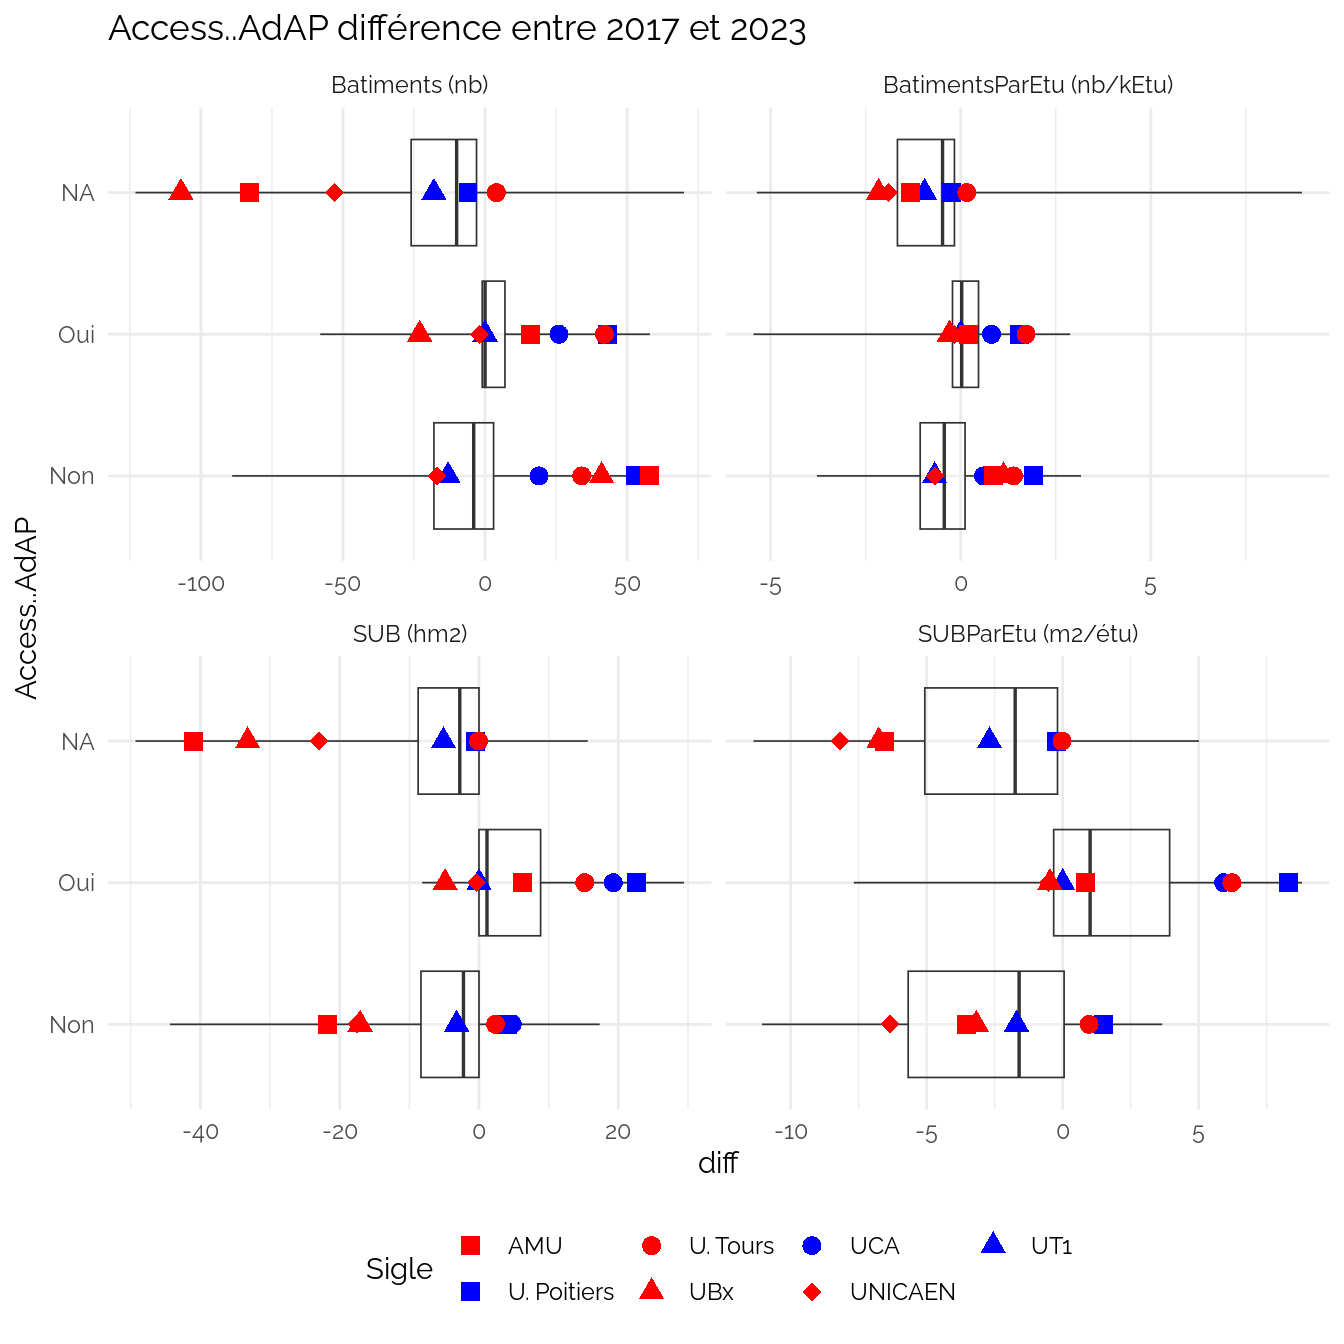 Access..AdAP différence entre 2017 et 2023
Batiments (nb)
BatimentsParEtu (nb/kEtu)
NA
Oui
Non
-100 -50 0 50
-5 0 5
Access..AdAP
SUB (hm2)
SUBParEtu (m2/étu)
NA
Oui
Non
-40 -20 0 20
-10 -5 0 5
diff
Sigle
AMU U. Tours UCA UT1
U. Poitiers UBx UNICAEN